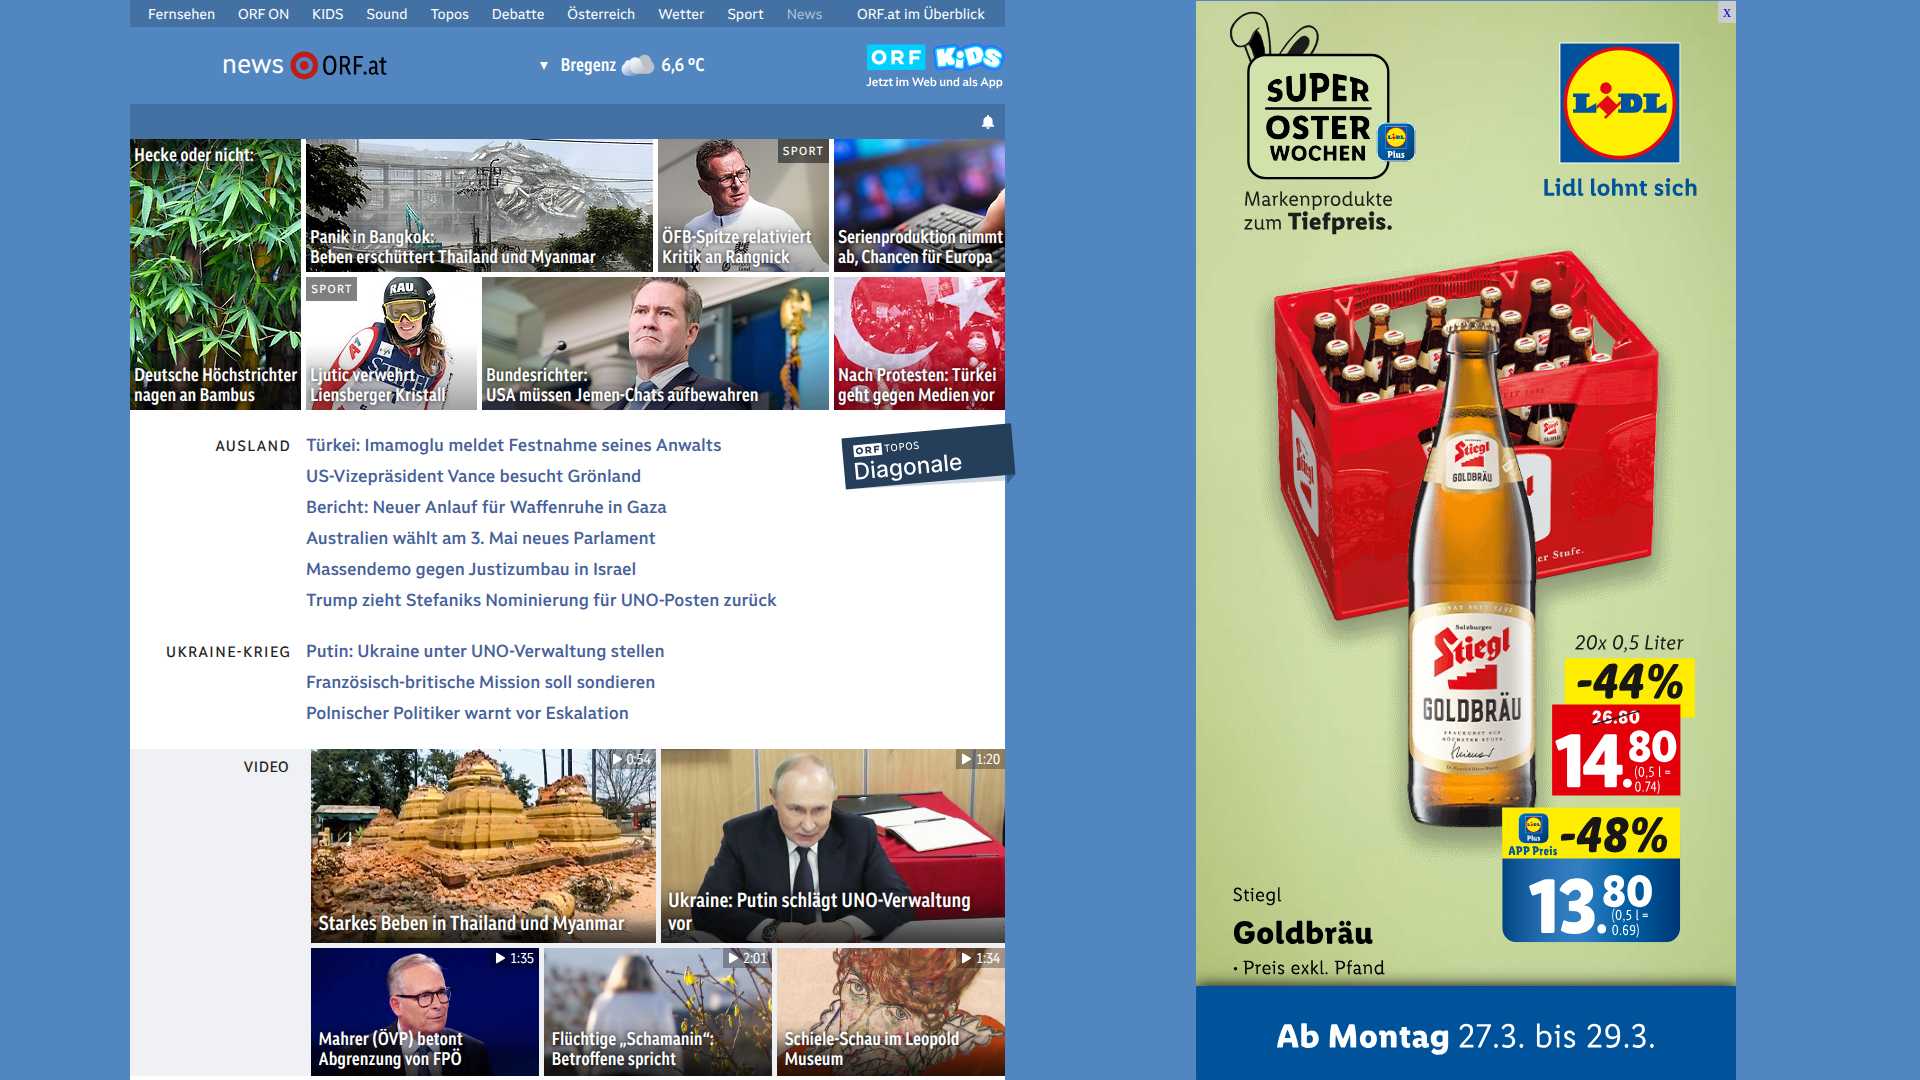 Fernsehen ORF ON KIDS Sound Topos Debatte Österreich Wetter Sport News ORF.at im Überblick
news ORF.at
▼ Bregenz 6,6 °C
ORF KiDS
Jetzt im Web und als App
Hecke oder nicht:
Deutsche Höchstrichter
nagen an Bambus
Panik in Bangkok:
Beben erschüttert Thailand und Myanmar
SPORT
ÖFB-Spitze relativiert
Kritik an Rangnick
Serienproduktion nimmt
ab, Chancen für Europa
SPORT
RAU
Ljutic verwehrt
Liensberger Kristall
Bundesrichter:
USA müssen Jemen-Chats aufbewahren
Nach Protesten: Türkei
geht gegen Medien vor
AUSLAND
Türkei: Imamoglu meldet Festnahme seines Anwalts
US-Vizepräsident Vance besucht Grönland
Bericht: Neuer Anlauf für Waffenruhe in Gaza
Australien wählt am 3. Mai neues Parlament
Massendemo gegen Justizumbau in Israel
Trump zieht Stefaniks Nominierung für UNO-Posten zurück
ORF TOPOS
Diagonale
UKRAINE-KRIEG
Putin: Ukraine unter UNO-Verwaltung stellen
Französisch-britische Mission soll sondieren
Polnischer Politiker warnt vor Eskalation
VIDEO
0:54
Starkes Beben in Thailand und Myanmar
1:20
Ukraine: Putin schlägt UNO-Verwaltung
vor
1:35
Mahrer (ÖVP) betont
Abgrenzung von FPÖ
2:01
Flüchtige „Schamanin“:
Betroffene spricht
1:34
Schiele-Schau im Leopold
Museum
x
SUPER
OSTER
WOCHEN
LIDL
Plus
Markenprodukte
zum Tiefpreis.
LIDL
Lidl lohnt sich
Stiegl
GOLDBRÄU
er Stufe.
Salzburger
Stiegl
GOLDBRÄU
BRAUKUNST AUF
HÖCHSTER STUFE.
20x 0,5 Liter
-44%
26.80
14.80
(0,5 l =
0.74)
LIDL
Plus
APP Preis
-48%
13.80
(0,5 l =
0.69)
Stiegl
Goldbräu
• Preis exkl. Pfand
Ab Montag 27.3. bis 29.3.